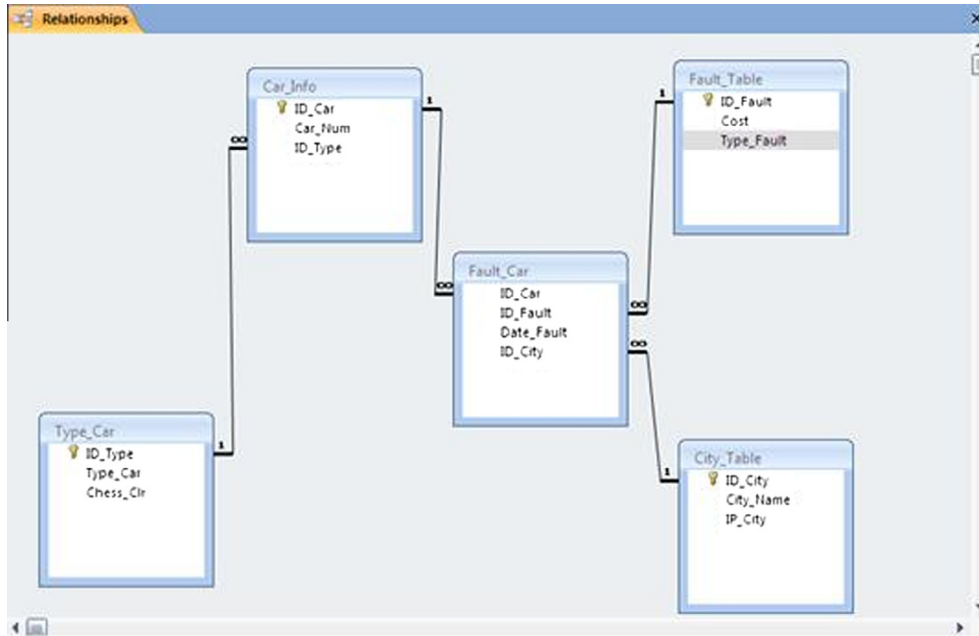 Relationships
Car_Info
ID_Car
Car_Num
ID_Type
1
∞
Fault_Table
ID_Fault
Cost
Type_Fault
1
Fault_Car
ID_Car
ID_Fault
Date_Fault
ID_City
∞
∞
∞
Type_Car
ID_Type
Type_Car
Chess_Clr
1
City_Table
ID_City
City_Name
IP_City
1